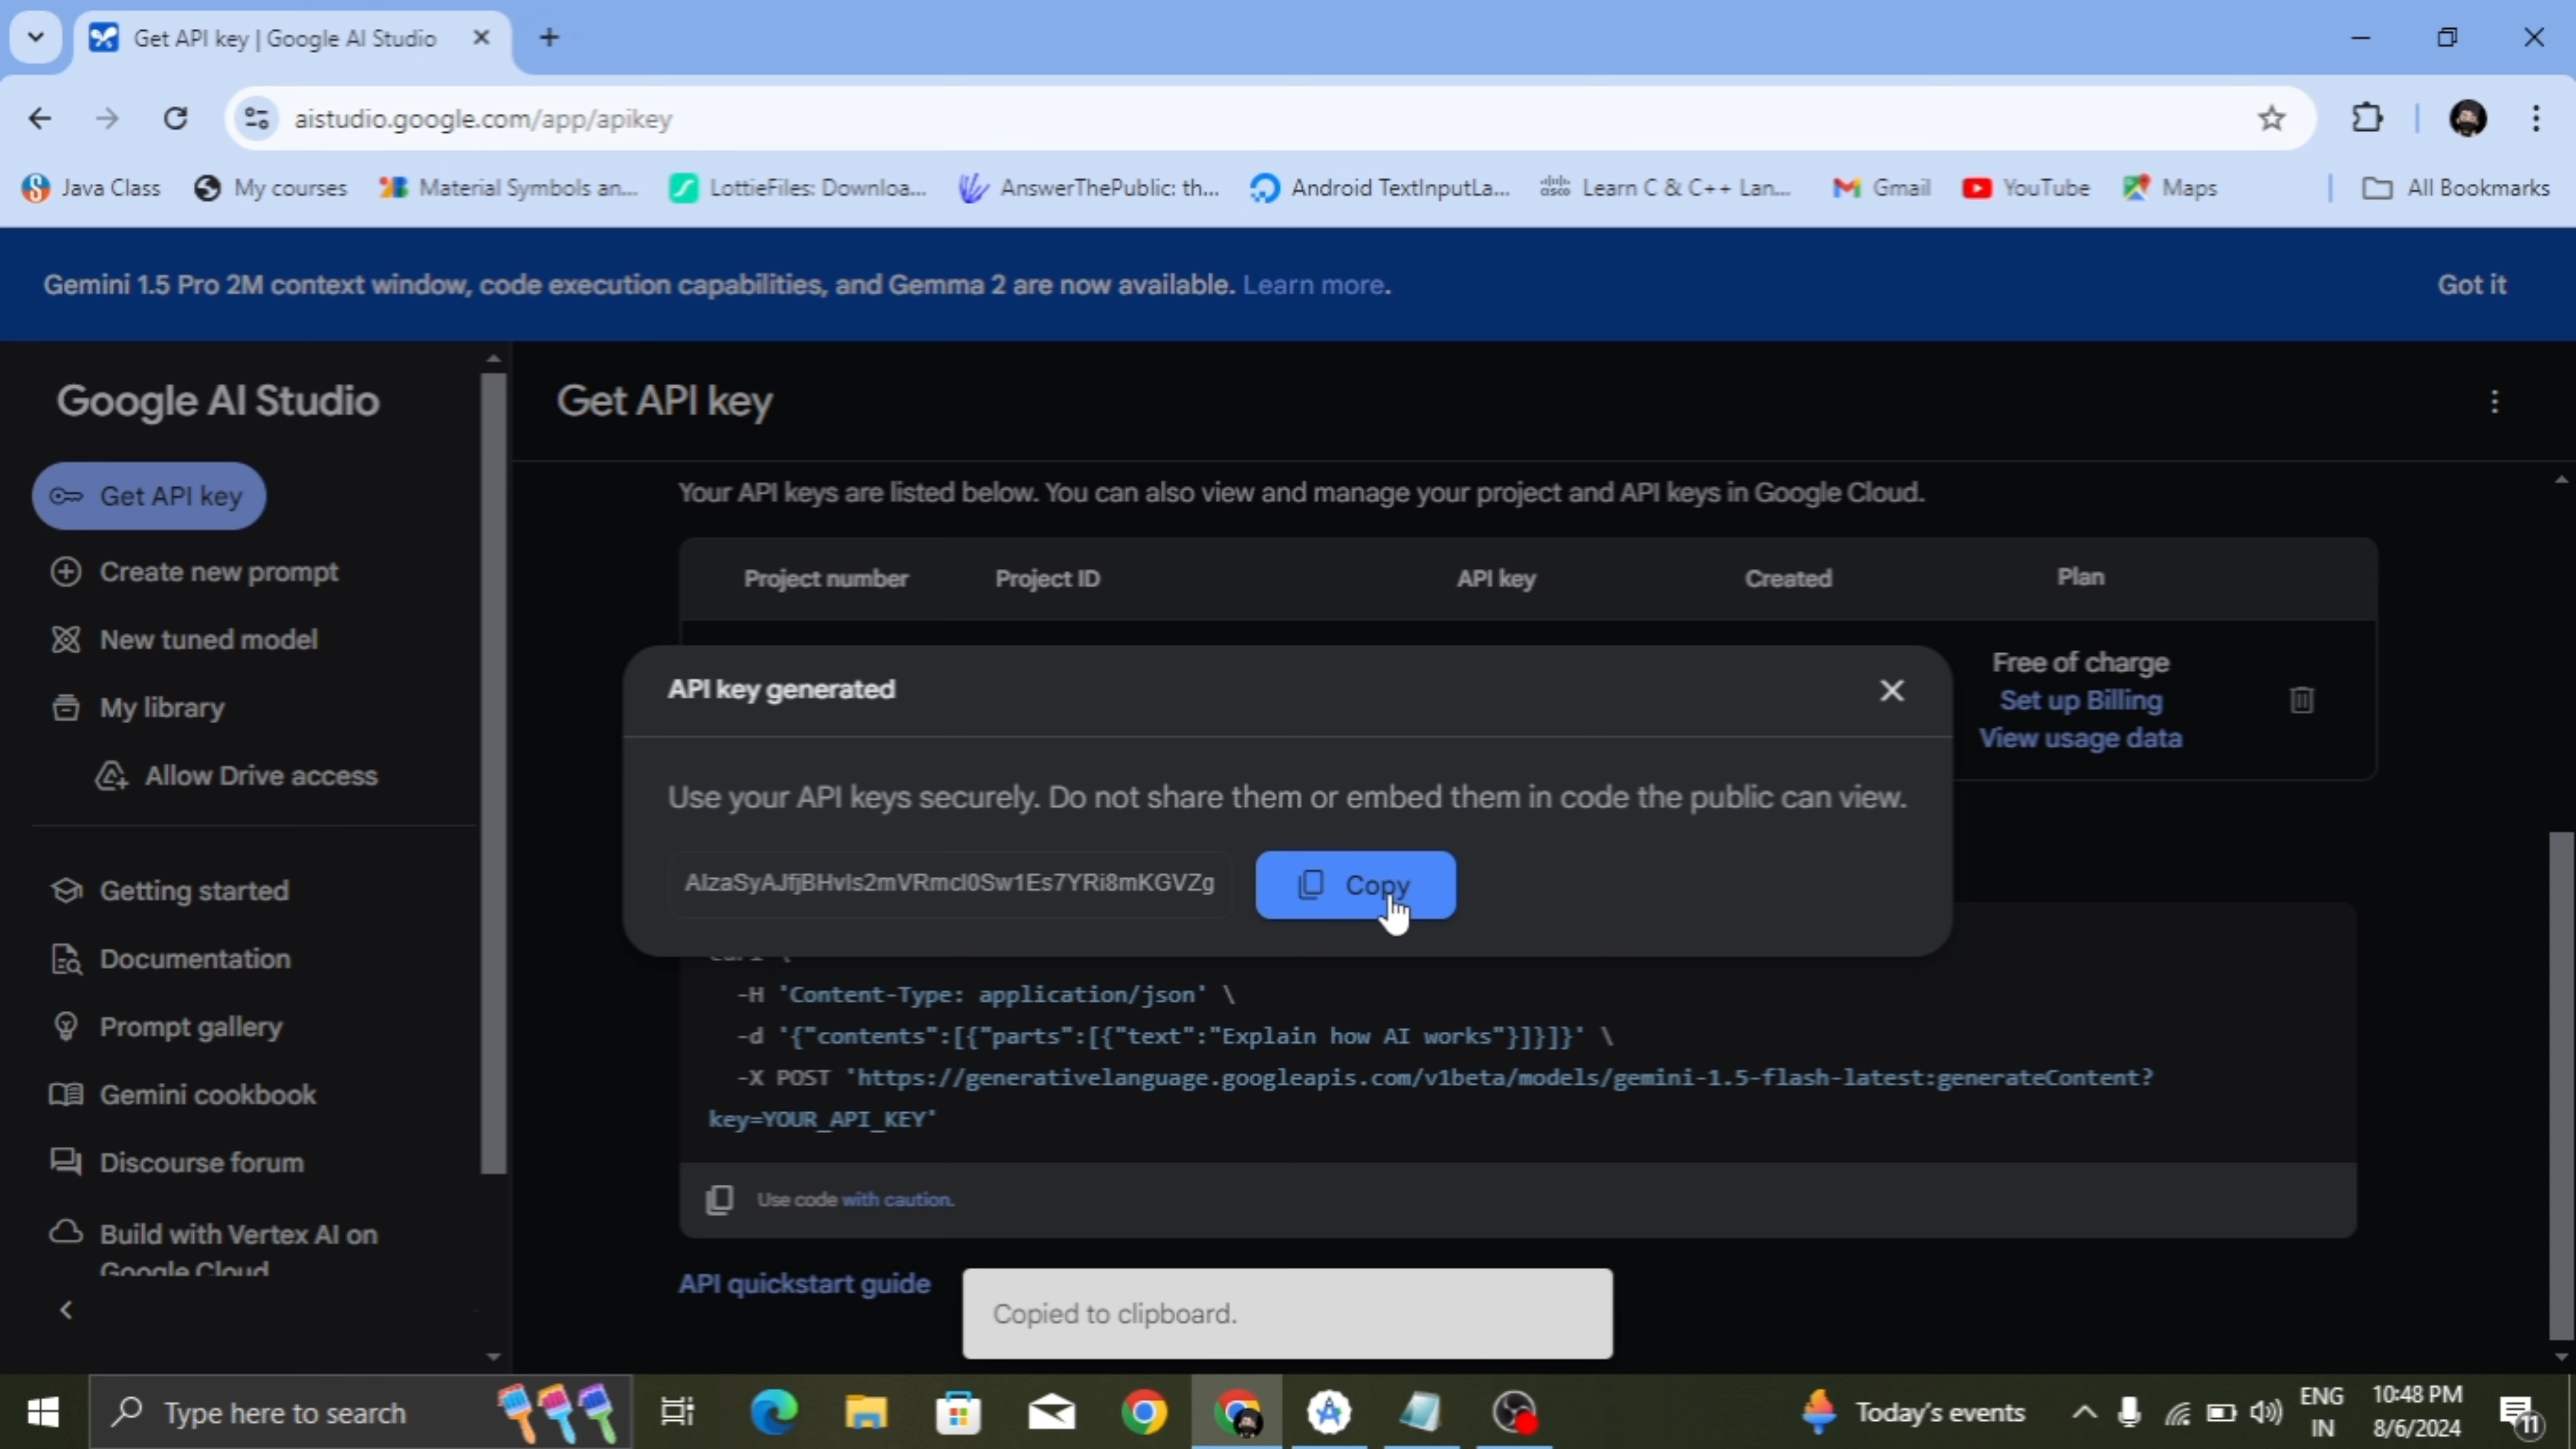 Get API key | Google AI Studio
aistudio.google.com/app/apikey
Java Class
My courses
Material Symbols an...
LottieFiles: Downloa...
AnswerThePublic: th...
Android TextInputLa...
Learn C & C++ Lan...
Gmail
YouTube
Maps
All Bookmarks
Gemini 1.5 Pro 2M context window, code execution capabilities, and Gemma 2 are now available. Learn more.
Got it
Google AI Studio
Get API key
Create new prompt
New tuned model
My library
Allow Drive access
Getting started
Documentation
Prompt gallery
Gemini cookbook
Discourse forum
Build with Vertex AI on
Google Cloud
Get API key
Your API keys are listed below. You can also view and manage your project and API keys in Google Cloud.
Project number Project ID API key Created Plan
Free of charge
Set up Billing
View usage data
API key generated
Use your API keys securely. Do not share them or embed them in code the public can view.
Copy
-H 'Content-Type: application/json' \
-d '{"contents":[{"parts":[{"text":"Explain how AI works"}]}]}' \
-X POST 'https://generativelanguage.googleapis.com/v1beta/models/gemini-1.5-flash-latest:generateContent?
key=YOUR_API_KEY'
Use code with caution.
API quickstart guide
Copied to clipboard.
Type here to search
Today's events
ENG
IN
10:48 PM
8/6/2024
11